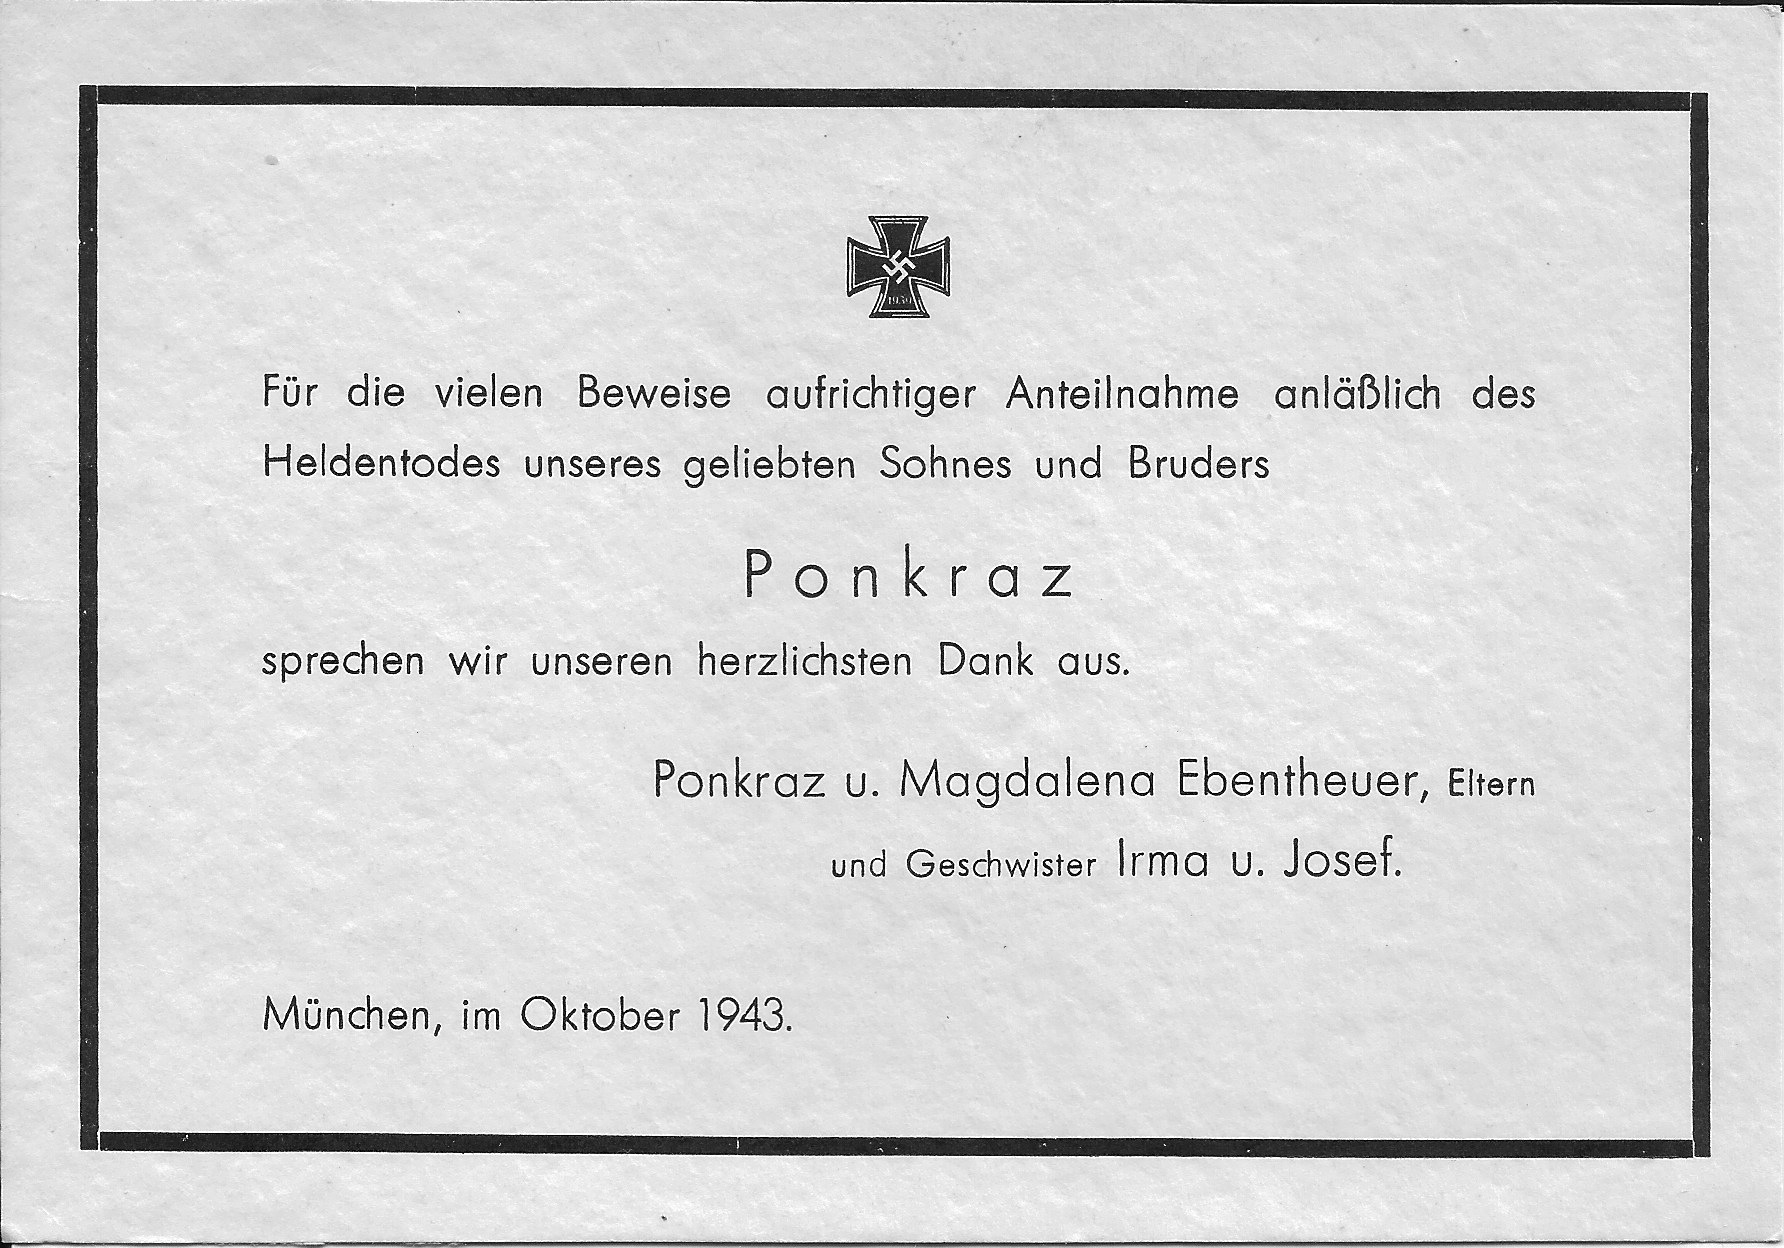 1939
Für die vielen Beweise aufrichtiger Anteilnahme anläßlich des
Heldentodes unseres geliebten Sohnes und Bruders
Ponkraz
sprechen wir unseren herzlichsten Dank aus.
Ponkraz u. Magdalena Ebentheuer, Eltern
und Geschwister Irma u. Josef.
München, im Oktober 1943.